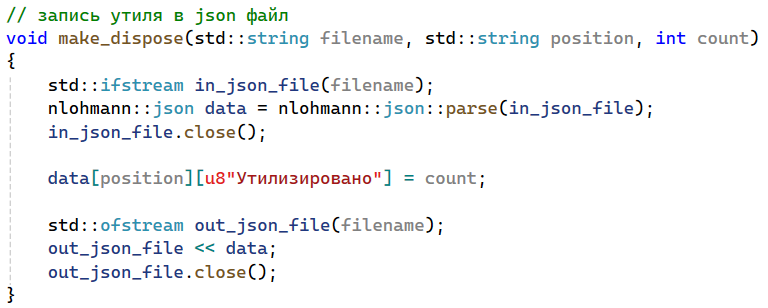 // запись утиля в json файл
void make_dispose(std::string filename, std::string position, int count)
{
    std::ifstream in_json_file(filename);
    nlohmann::json data = nlohmann::json::parse(in_json_file);
    in_json_file.close();

    data[position][u8"Утилизировано"] = count;

    std::ofstream out_json_file(filename);
    out_json_file << data;
    out_json_file.close();
}